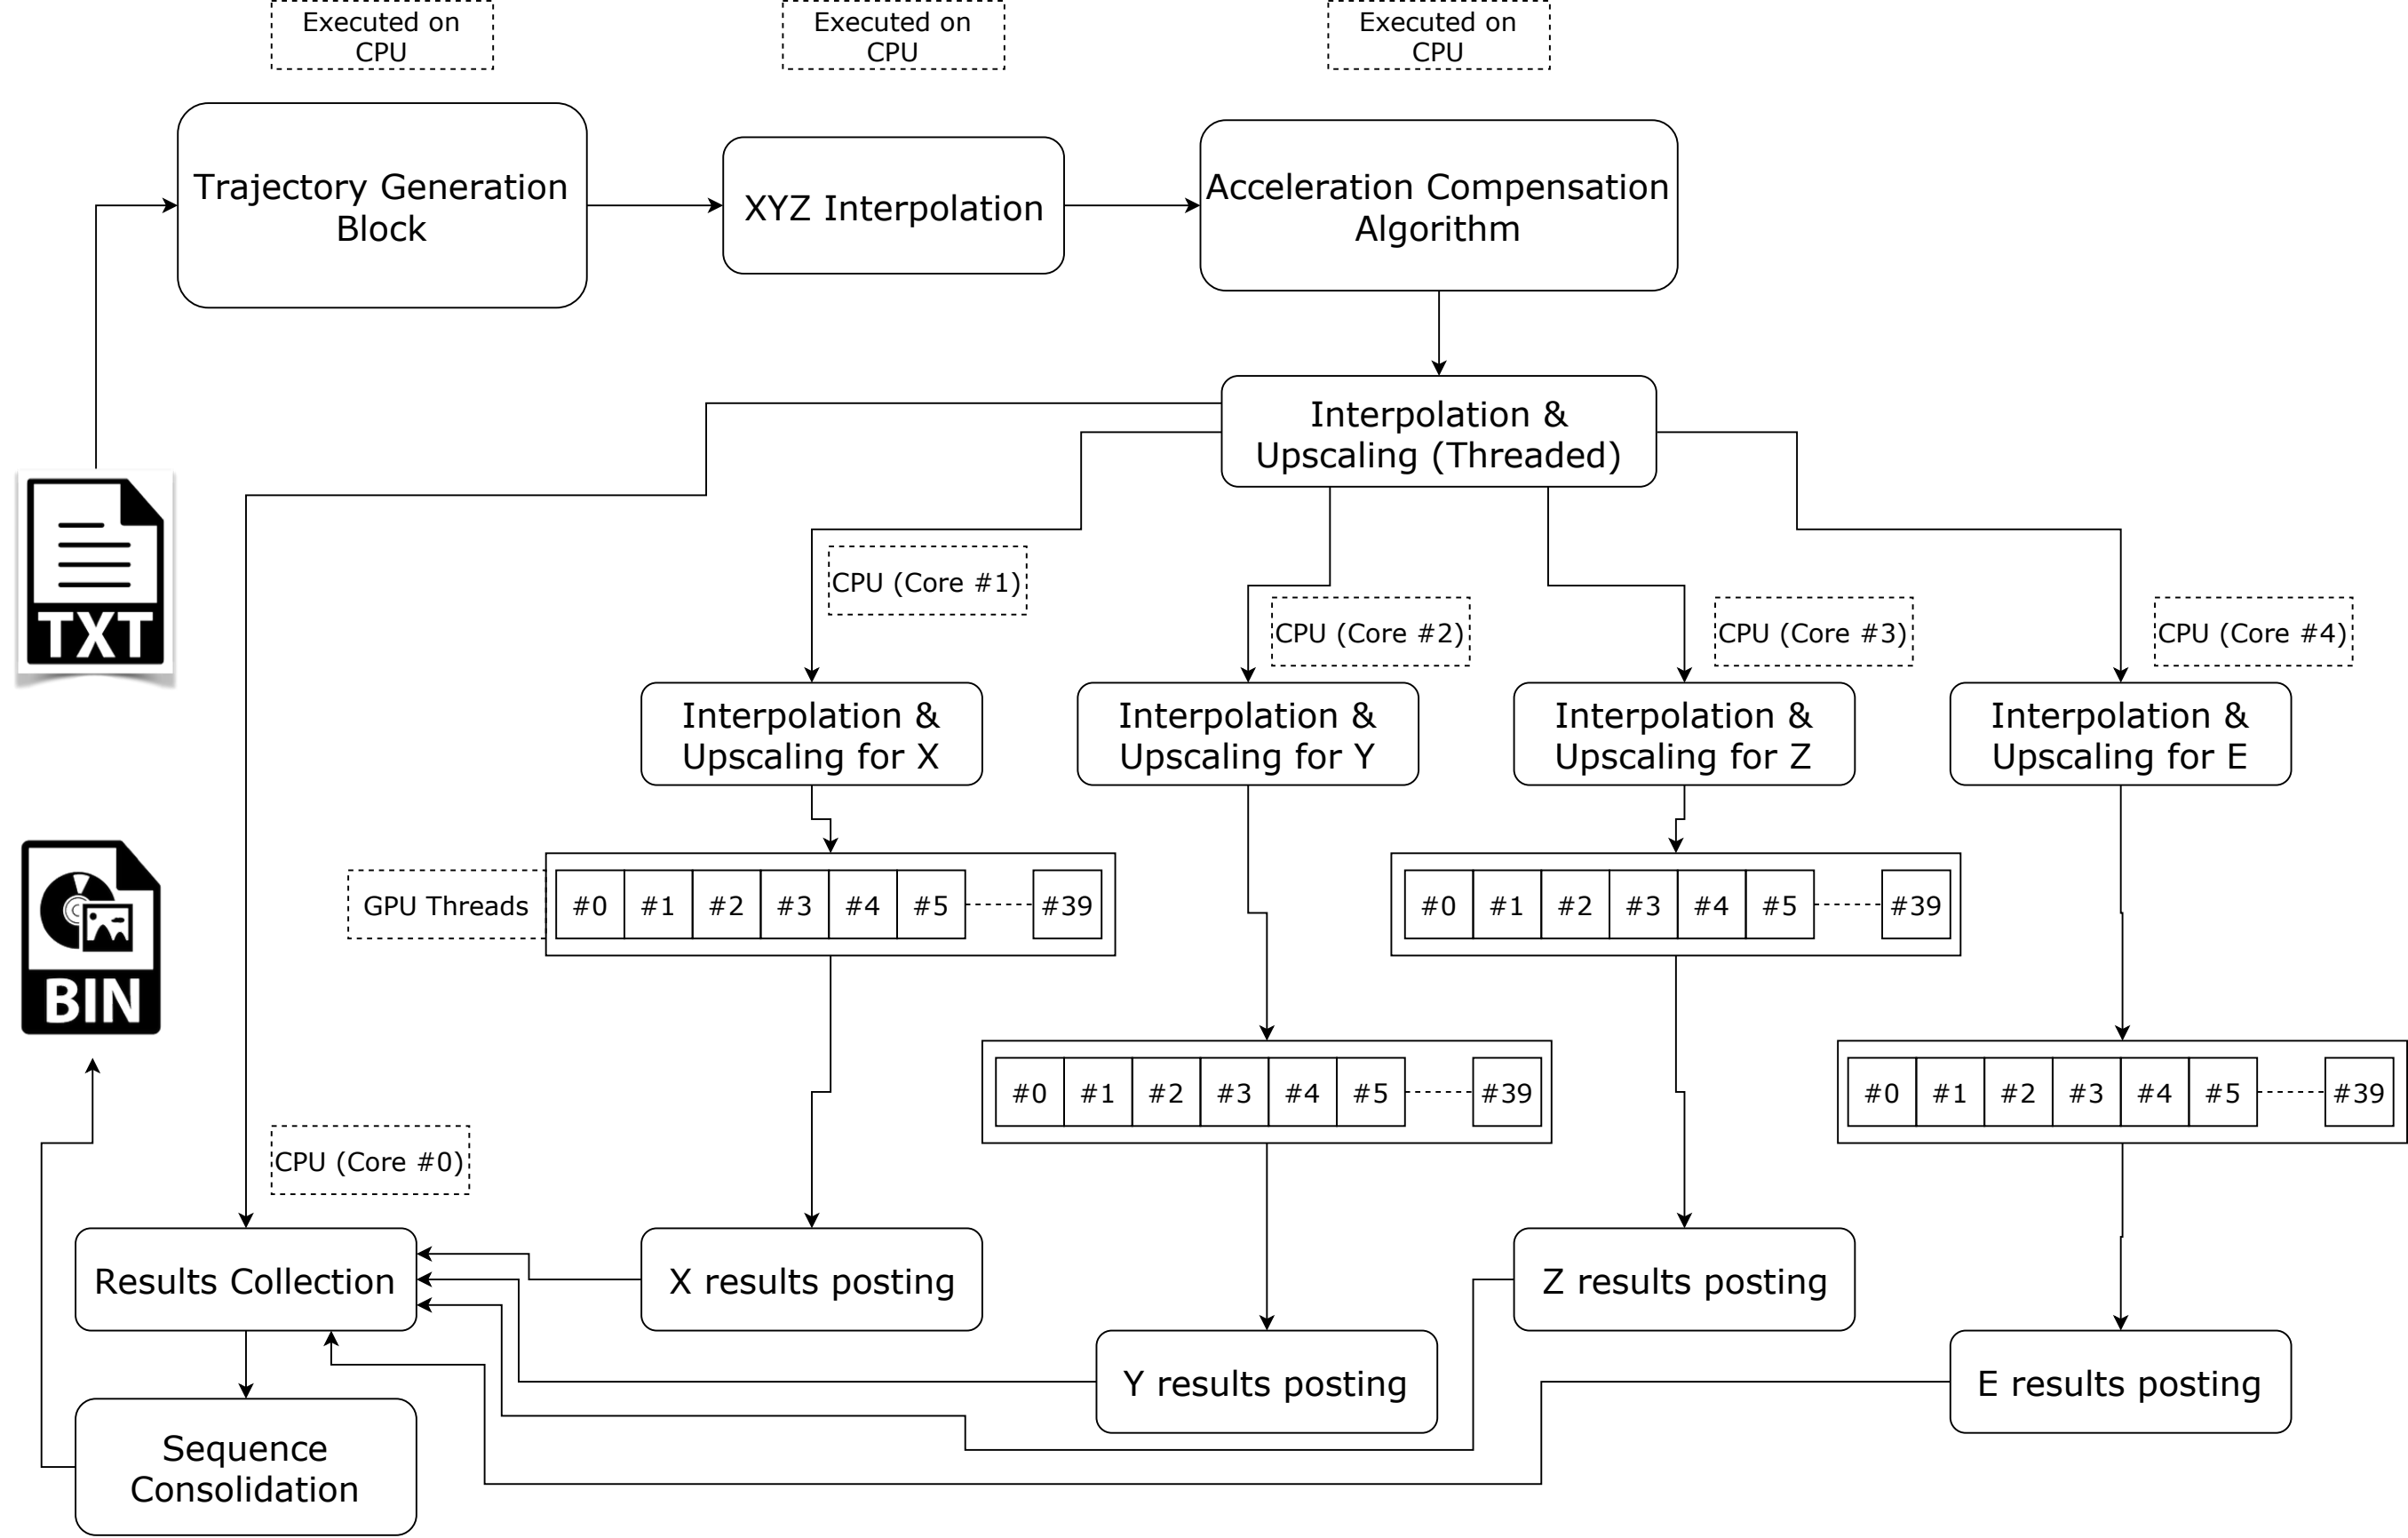 Executed on
CPU
Executed on
CPU
Executed on
CPU
Trajectory Generation
Block
XYZ Interpolation
Acceleration Compensation
Algorithm
Interpolation &
Upscaling (Threaded)
TXT
CPU (Core #1)
CPU (Core #2)
CPU (Core #3)
CPU (Core #4)
Interpolation &
Upscaling for X
Interpolation &
Upscaling for Y
Interpolation &
Upscaling for Z
Interpolation &
Upscaling for E
GPU Threads
#0 #1 #2 #3 #4 #5 #39
#0 #1 #2 #3 #4 #5 #39
BIN
#0 #1 #2 #3 #4 #5 #39
#0 #1 #2 #3 #4 #5 #39
CPU (Core #0)
Results Collection
X results posting
Z results posting
Y results posting
E results posting
Sequence
Consolidation